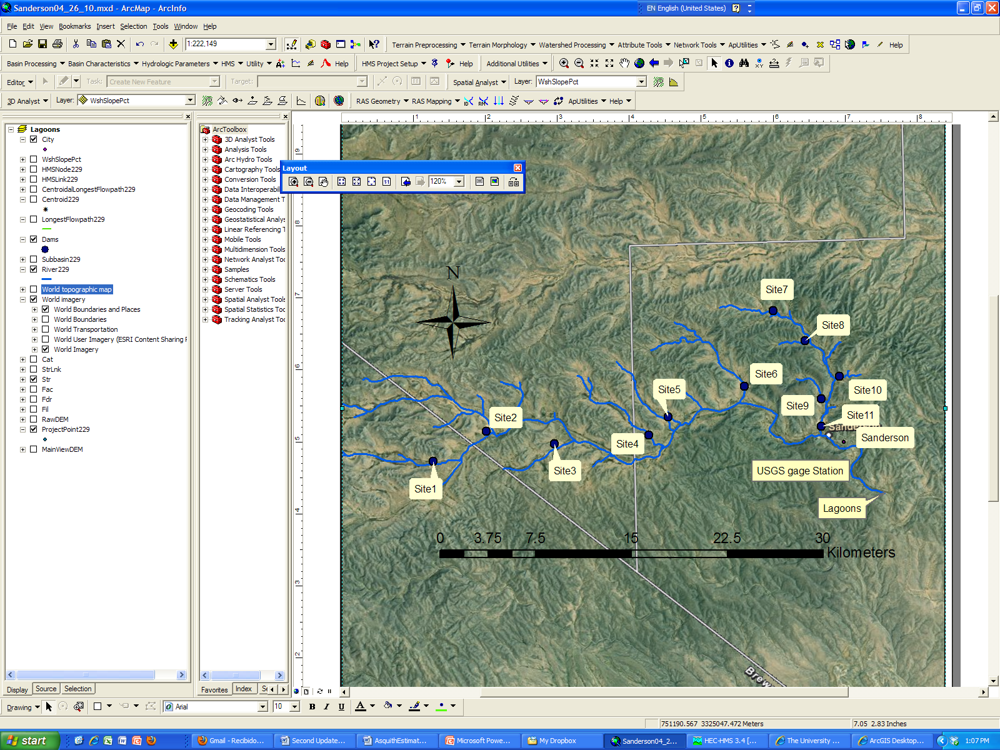 Sanderson04_26_10.mxd - ArcMap - ArcInfo
EN English (United States)
File Edit View Bookmarks Insert Selection Tools Window Help
1:222,149
Terrain Preprocessing Terrain Morphology Watershed Processing Attribute Tools Network Tools ApUtilities Help
Basin Processing Basin Characteristics Hydrologic Parameters HMS Utility Help HMS Project Setup Help Additional Utilities
Editor Task: Create New Feature Target: Spatial Analyst Layer: WshSlopePct
3D Analyst Layer: WshSlopePct RAS Geometry RAS Mapping ApUtilities Help
Lagoons
City
WshSlopePct
HMSNode229
HMSLink229
CentroidalLongestFlowpath229
Centroid229
LongestFlowpath229
Dams
Subbasin229
River229
World topographic map
World imagery
World Boundaries and Places
World Boundaries
World Transportation
World User Imagery (ESRI Content Sharing P
World Imagery
Cat
StrLnk
Str
Fac
Fdr
Fil
RawDEM
ProjectPoint229
MainViewDEM
Display Source Selection
ArcToolbox
3D Analyst Tools
Analysis Tools
Arc Hydro Tools
Cartography Tools
Conversion Tools
Data Interoperabil
Data Management T
Geocoding Tools
Geostatistical Analys
Linear Referencing T
Mobile Tools
Multidimension Tools
Network Analyst Too
Samples
Schematics Tools
Server Tools
Spatial Analyst Tools
Spatial Statistics Too
Tracking Analyst Too
Favorites Index
Layout
120%
1 2 3 4 5 6 7 8
9
8
7
6
5
4
3
2
N
Site7
Site8
Site6
Site5
Site10
Site9
Site11
Site2
Sanderson
Site4
Site3
USGS gage Station
Site1
Lagoons
0 3.75 7.5 15 22.5 30
Kilometers
Brew
Drawing Arial 10 B I U A
751190.567 3325047.472 Meters 7.05 2.83 Inches
start Gmail - Recibido... Second Update... AsquithEstimat... Microsoft Powe... My Dropbox Sanderson04_2... HEC-HMS 3.4 [... The University ... ArcGIS Desktop... 1:07 PM